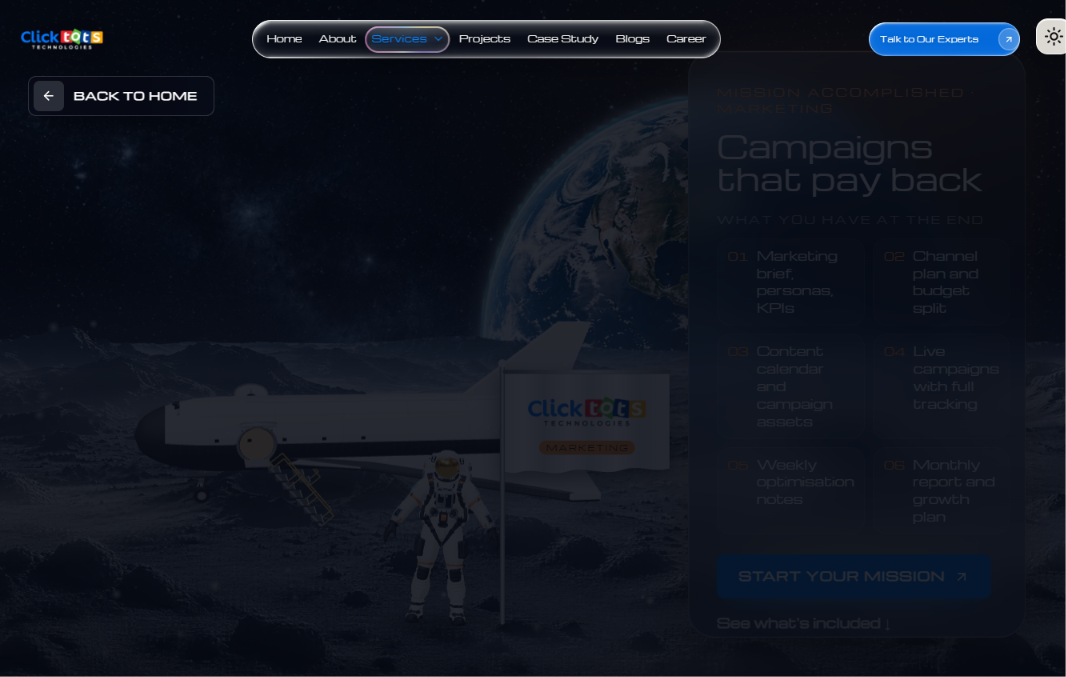 Click tots
TECHNOLOGIES
Home About Services Projects Case Study Blogs Career
Talk to Our Experts
BACK TO HOME
MISSION ACCOMPLISHED ·
MARKETING
Campaigns
that pay back
WHAT YOU HAVE AT THE END
01 Marketing
brief,
personas,
KPIs
02 Channel
plan and
budget
split
03 Content
calendar
and
campaign
assets
04 Live
campaigns
with full
tracking
05 Weekly
optimisation
notes
06 Monthly
report and
growth
plan
Click tots
TECHNOLOGIES
MARKETING
START YOUR MISSION
See what's included ↓